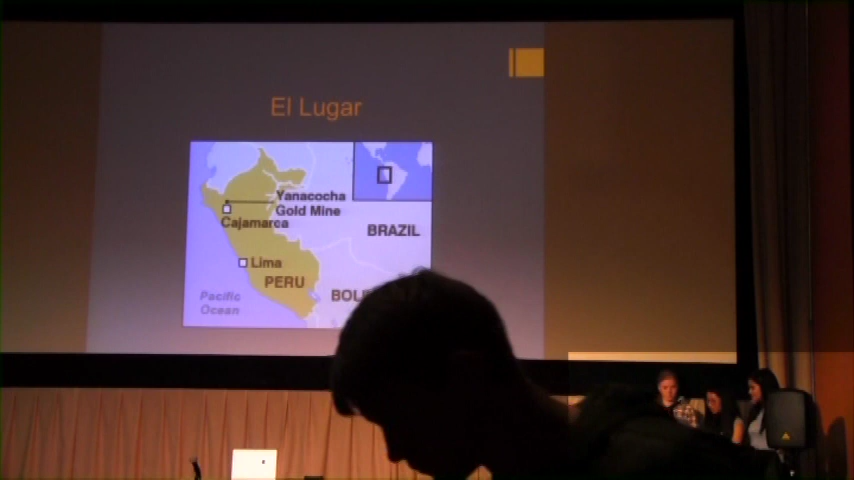 El Lugar
Yanacocha
Gold Mine
Cajamarca
BRAZIL
Lima
PERU
Pacific
Ocean